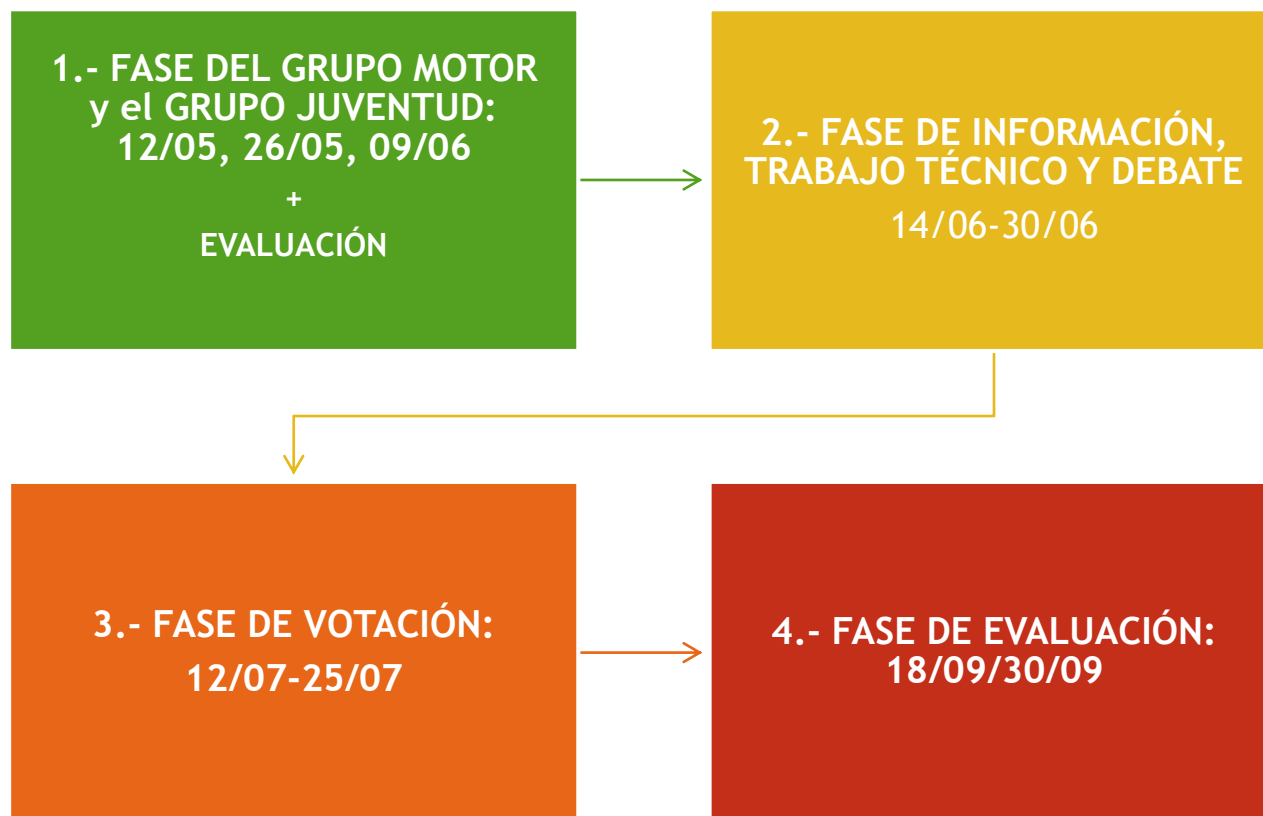 1.- FASE DEL GRUPO MOTOR
y el GRUPO JUVENTUD:
12/05, 26/05, 09/06
+
EVALUACIÓN
2.- FASE DE INFORMACIÓN,
TRABAJO TÉCNICO Y DEBATE
14/06-30/06
3.- FASE DE VOTACIÓN:
12/07-25/07
4.- FASE DE EVALUACIÓN:
18/09/30/09